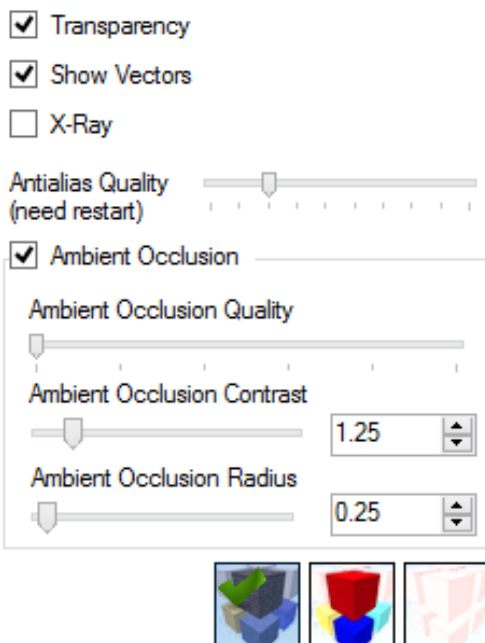 Transparency
Show Vectors
X-Ray
Antialias Quality
(need restart)
Ambient Occlusion
Ambient Occlusion Quality
Ambient Occlusion Contrast
1.25
Ambient Occlusion Radius
0.25